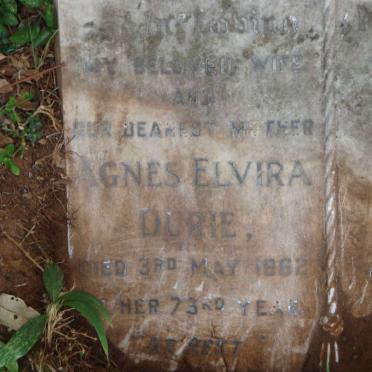 MY BELOVED WIFE
AND
OUR DEAREST MOTHER
AGNES ELVIRA
DURIE,
DIED 3RD MAY 1962
HER 73RD YEAR